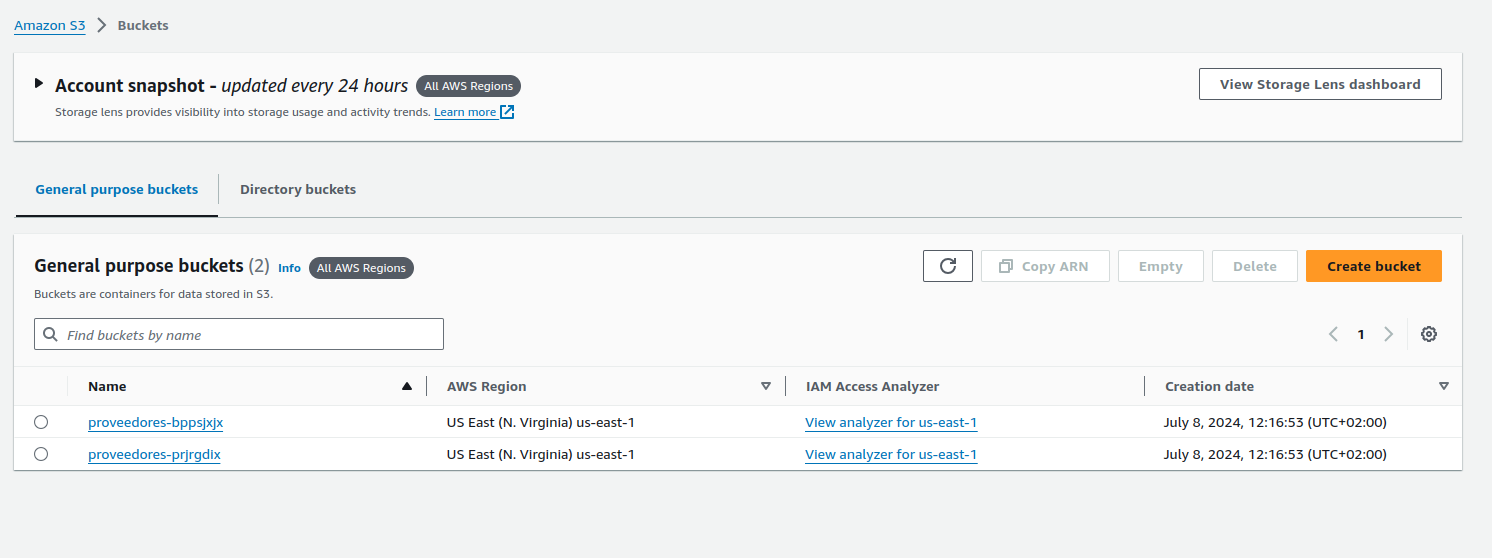 Amazon S3 > Buckets
Account snapshot - updated every 24 hours All AWS Regions
View Storage Lens dashboard
Storage lens provides visibility into storage usage and activity trends. Learn more
General purpose buckets Directory buckets
General purpose buckets (2) Info All AWS Regions
Copy ARN Empty Delete Create bucket
Buckets are containers for data stored in S3.
Find buckets by name
1
Name AWS Region IAM Access Analyzer Creation date
proveedores-bppsjxjx US East (N. Virginia) us-east-1 View analyzer for us-east-1 July 8, 2024, 12:16:53 (UTC+02:00)
proveedores-prjrgdix US East (N. Virginia) us-east-1 View analyzer for us-east-1 July 8, 2024, 12:16:53 (UTC+02:00)